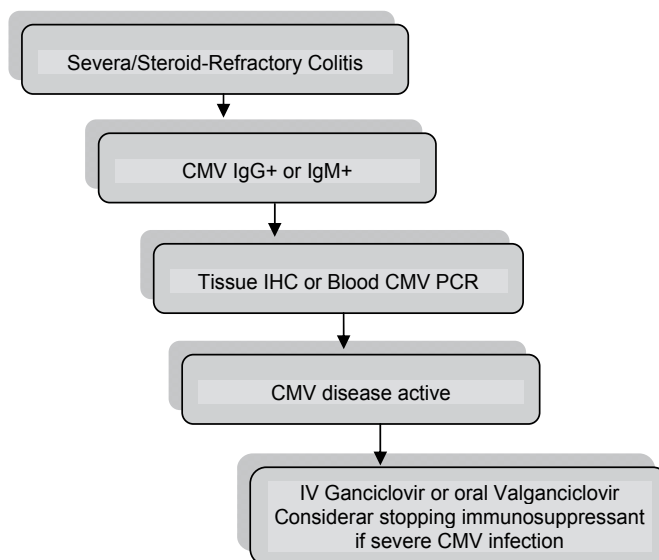 Severa/Steroid-Refractory Colitis
CMV IgG+ or IgM+
Tissue IHC or Blood CMV PCR
CMV disease active
IV Ganciclovir or oral Valganciclovir
Considerar stopping immunosuppressant
if severe CMV infection